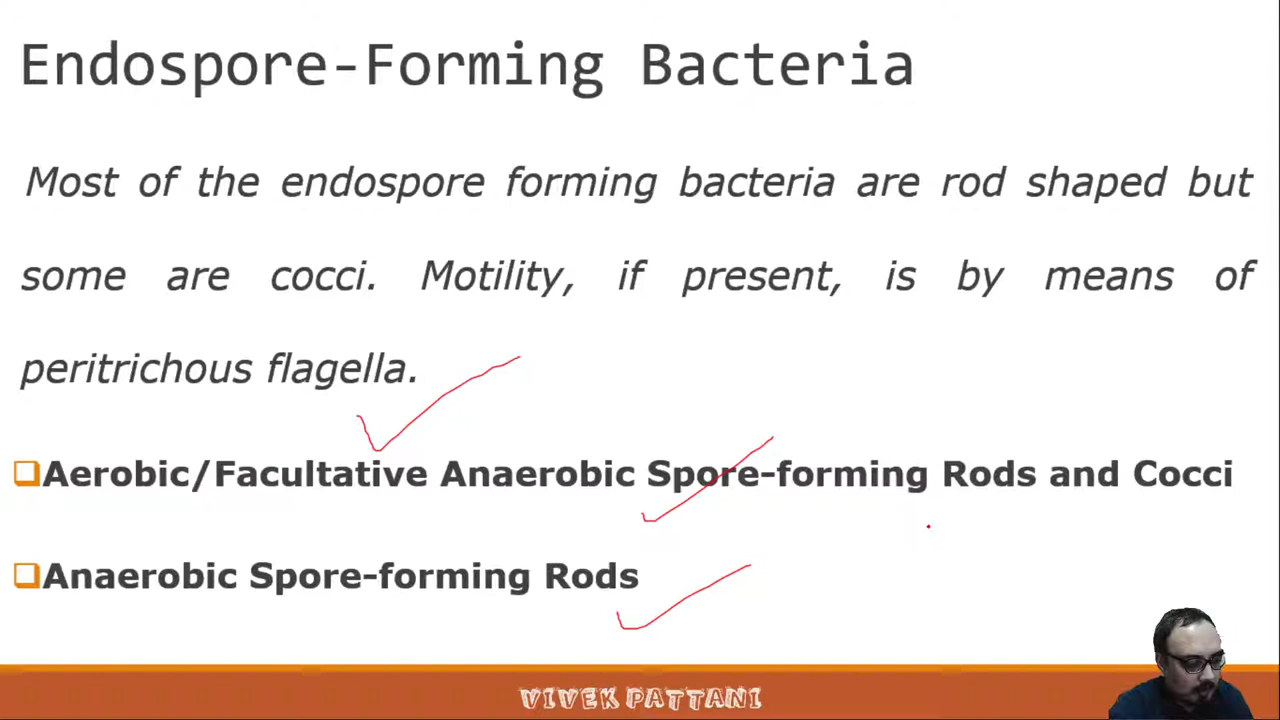 Endospore-Forming Bacteria
Most of the endospore forming bacteria are rod shaped but
some are cocci. Motility, if present, is by means of
peritrichous flagella.
Aerobic/Facultative Anaerobic Spore-forming Rods and Cocci
Anaerobic Spore-forming Rods
VIVEK PATTANI